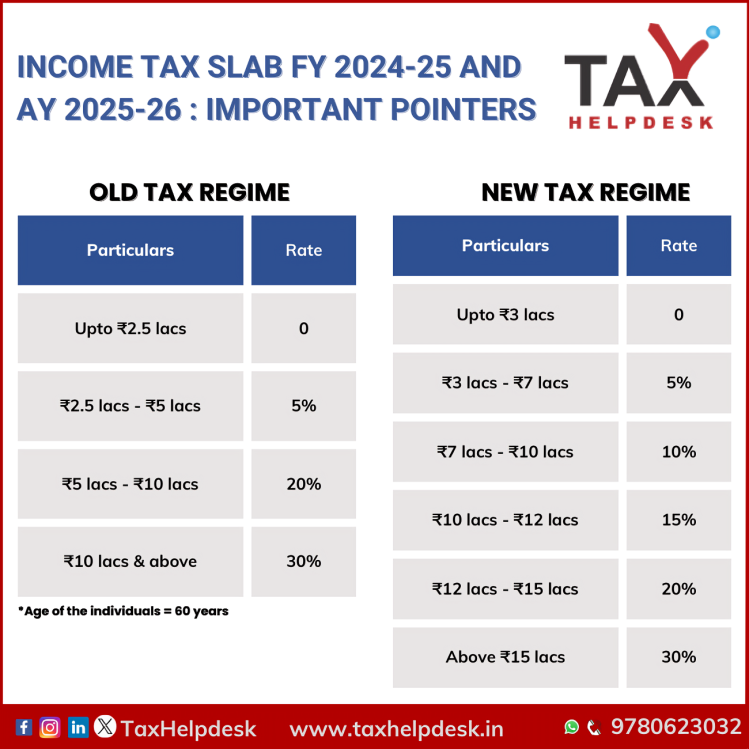 INCOME TAX SLAB FY 2024-25 AND
AY 2025-26 : IMPORTANT POINTERS
TAX
HELPDESK
OLD TAX REGIME
Particulars Rate
Upto ₹2.5 lacs 0
₹2.5 lacs - ₹5 lacs 5%
₹5 lacs - ₹10 lacs 20%
₹10 lacs & above 30%
*Age of the individuals = 60 years
NEW TAX REGIME
Particulars Rate
Upto ₹3 lacs 0
₹3 lacs - ₹7 lacs 5%
₹7 lacs - ₹10 lacs 10%
₹10 lacs - ₹12 lacs 15%
₹12 lacs - ₹15 lacs 20%
Above ₹15 lacs 30%
TaxHelpdesk www.taxhelpdesk.in 9780623032